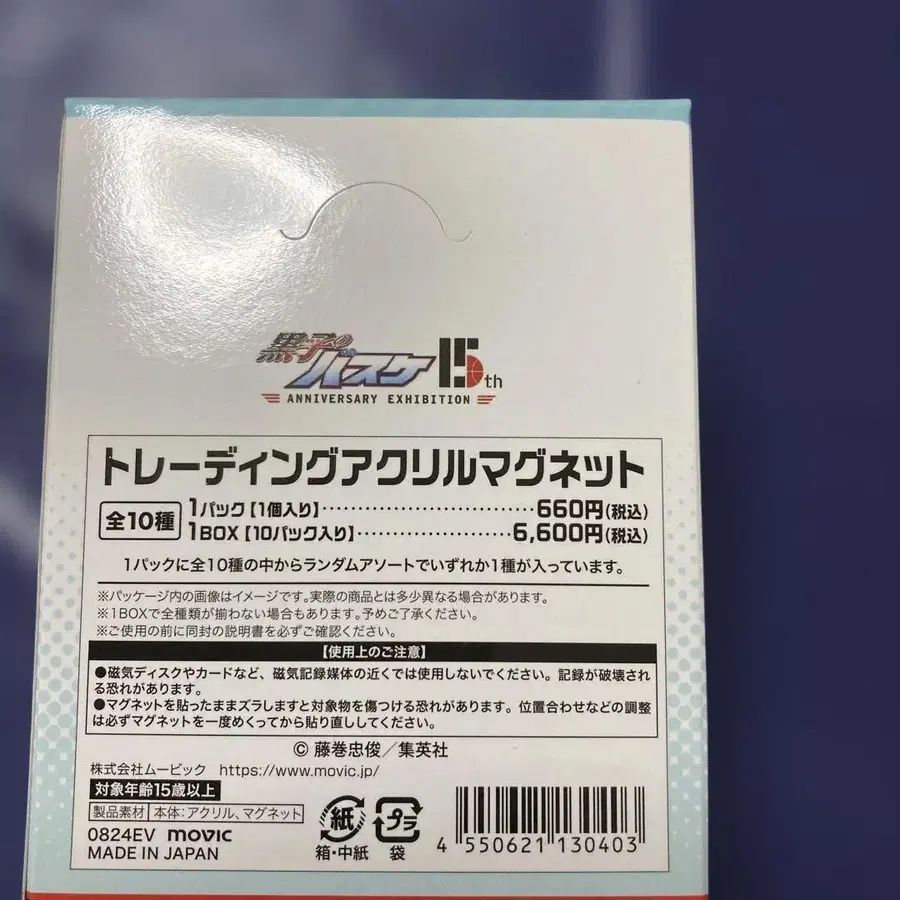 黒子の
バスケ 15th
ANNIVERSARY EXHIBITION
トレーディングアクリルマグネット
全10種
1パック【1個入り】……………………………660円(税込)
1BOX【10パック入り】……………………6,600円(税込)
1パックに全10種の中からランダムアソートでいずれか1種が入っています。
※パッケージ内の画像はイメージです。実際の商品とは多少異なる場合があります。
※1BOXで全種類が揃わない場合もあります。予めご了承ください。
※ご使用の前に同封の説明書を必ずご確認ください。
【使用上のご注意】
●磁気ディスクやカードなど、磁気記録媒体の近くでは使用しないでください。記録が破壊され
る恐れがあります。
●マグネットを貼ったままズラしますと対象物を傷つける恐れがあります。位置合わせなどの調整
は必ずマグネットを一度めくってから貼り直ししてください。
© 藤巻忠俊／集英社
株式会社ムービック https://www.movic.jp/
対象年齢15歳以上
製品素材 本体：アクリル、マグネット
0824EV movic
MADE IN JAPAN
紙
箱・中紙
プラ
袋
4 550621 130403